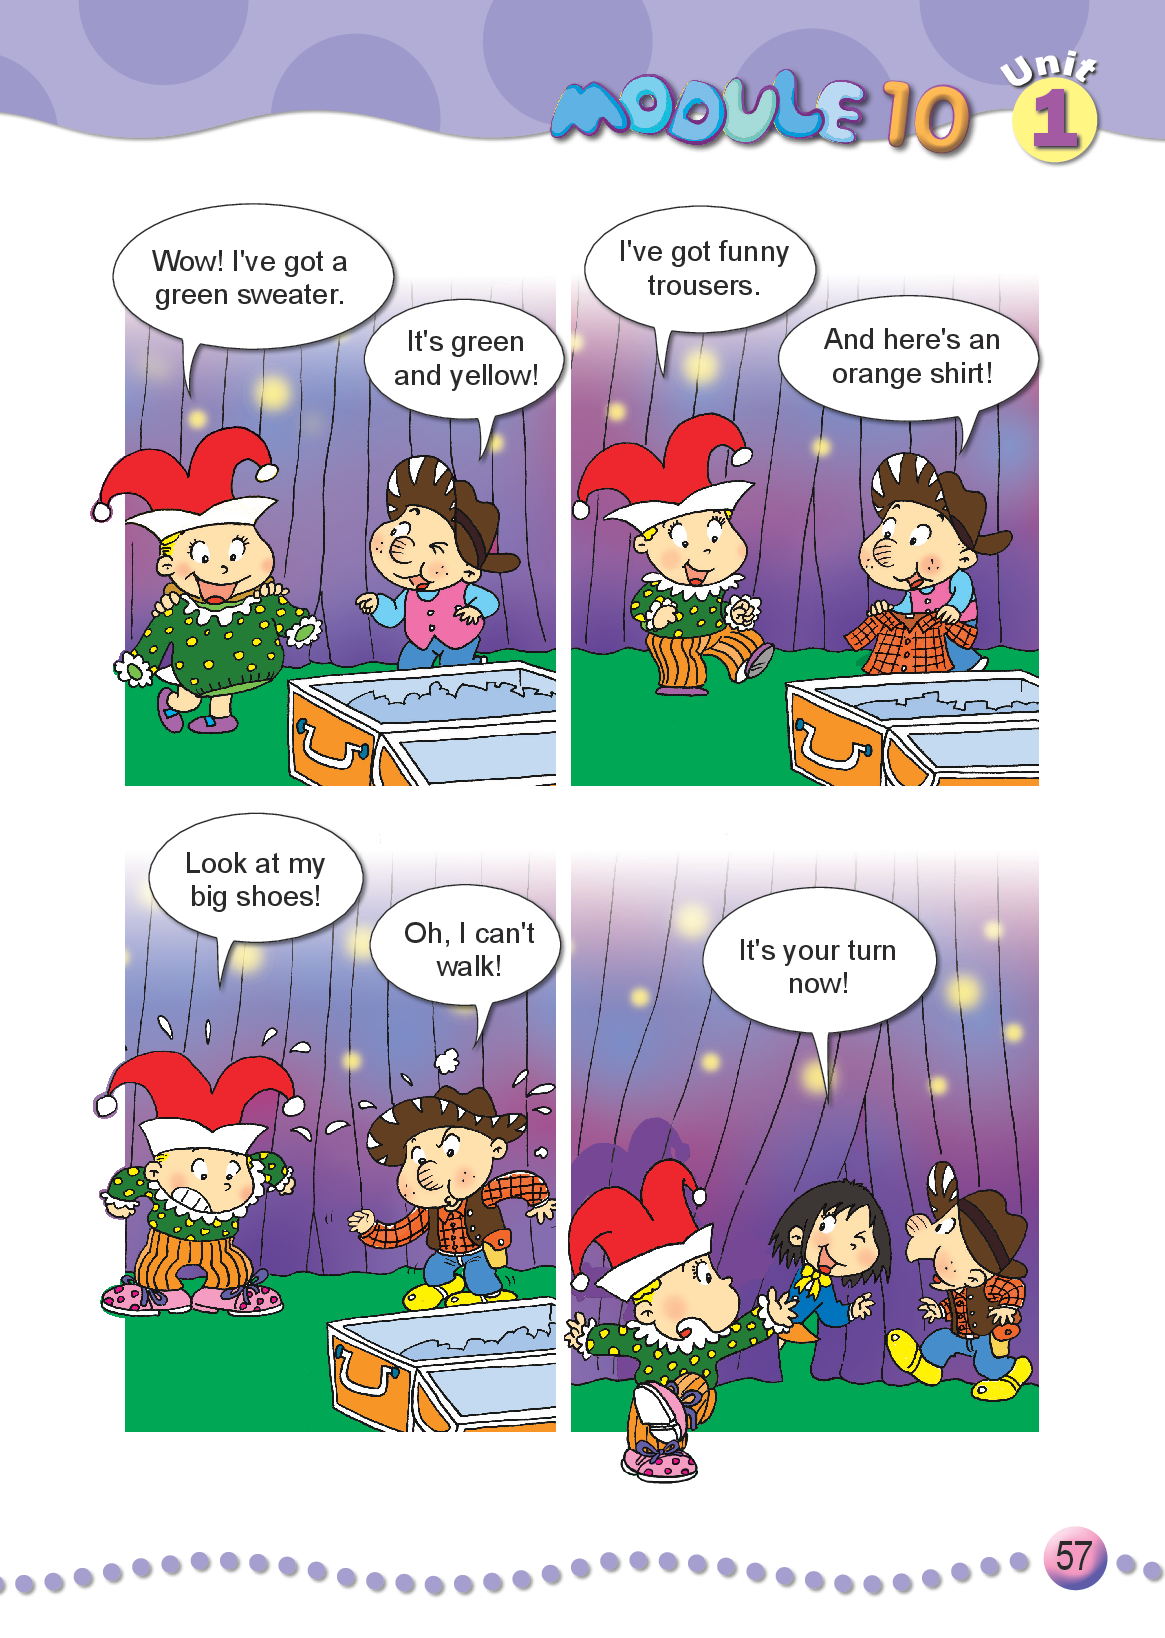 MODULE 10
Unit
1
Wow! I've got a
green sweater.
It's green
and yellow!
I've got funny
trousers.
And here's an
orange shirt!
Look at my
big shoes!
Oh, I can't
walk!
It's your turn
now!
57